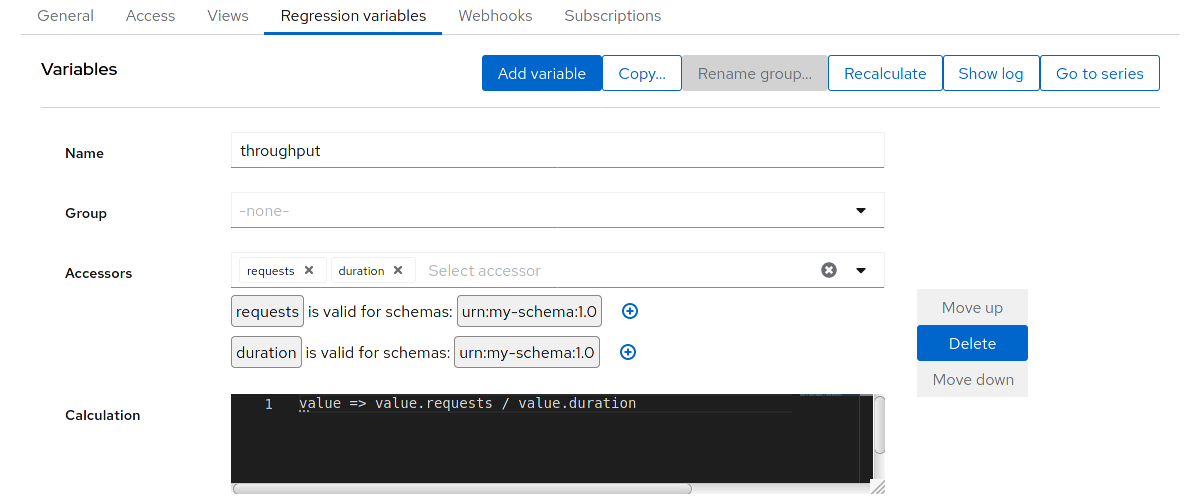 General Access Views Regression variables Webhooks Subscriptions
Variables Add variable Copy... Rename group... Recalculate Show log Go to series
Name throughput
Group -none-
Accessors requests duration Select accessor
requests is valid for schemas: urn:my-schema:1.0
Move up
duration is valid for schemas: urn:my-schema:1.0
Delete
Move down
Calculation 1 value => value.requests / value.duration